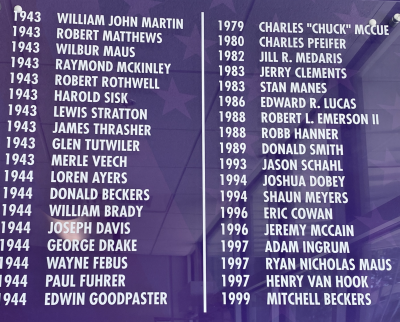 1943 WILLIAM JOHN MARTIN
1943 ROBERT MATTHEWS
1943 WILBUR MAUS
1943 RAYMOND MCKINLEY
1943 ROBERT ROTHWELL
1943 HAROLD SISK
1943 LEWIS STRATTON
1943 JAMES THRASHER
1943 GLEN TUTWILER
1943 MERLE VEECH
1944 LOREN AYERS
1944 DONALD BECKERS
1944 WILLIAM BRADY
1944 JOSEPH DAVIS
1944 GEORGE DRAKE
1944 WAYNE FEBUS
1944 PAUL FUHRER
1944 EDWIN GOODPASTER
1979 CHARLES "CHUCK" MCCUE
1980 CHARLES PFEIFER
1982 JILL R. MEDARIS
1983 JERRY CLEMENTS
1983 STAN MANES
1986 EDWARD R. LUCAS
1988 ROBERT L. EMERSON II
1988 ROBB HANNER
1989 DONALD SMITH
1993 JASON SCHAHL
1994 JOSHUA DOBEY
1994 SHAUN MEYERS
1996 ERIC COWAN
1996 JEREMY MCCAIN
1997 ADAM INGRUM
1997 RYAN NICHOLAS MAUS
1997 HENRY VAN HOOK
1999 MITCHELL BECKERS